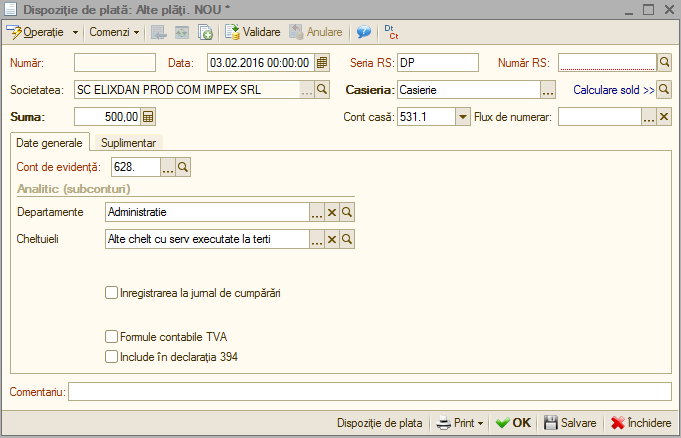 Dispoziție de plată: Alte plăți. NOU *
Operație Comenzi Validare Anulare Dt Ct
Număr: Data: 03.02.2016 00:00:00 Seria RS: DP Număr RS:
Societatea: SC ELIXDAN PROD COM IMPEX SRL ... Casieria: Casierie ... Calculare sold >>
Suma: 500,00 Cont casă: 531.1 Flux de numerar: ...
Date generale Suplimentar
Cont de evidență: 628. ...
Analitic (subconturi)
Departamente Administratie ...
Cheltuieli Alte chelt cu serv executate la terti ...
Inregistrarea la jurnal de cumpărări
Formule contabile TVA
Include în declarația 394
Comentariu:
Dispoziție de plata Print OK Salvare Închidere